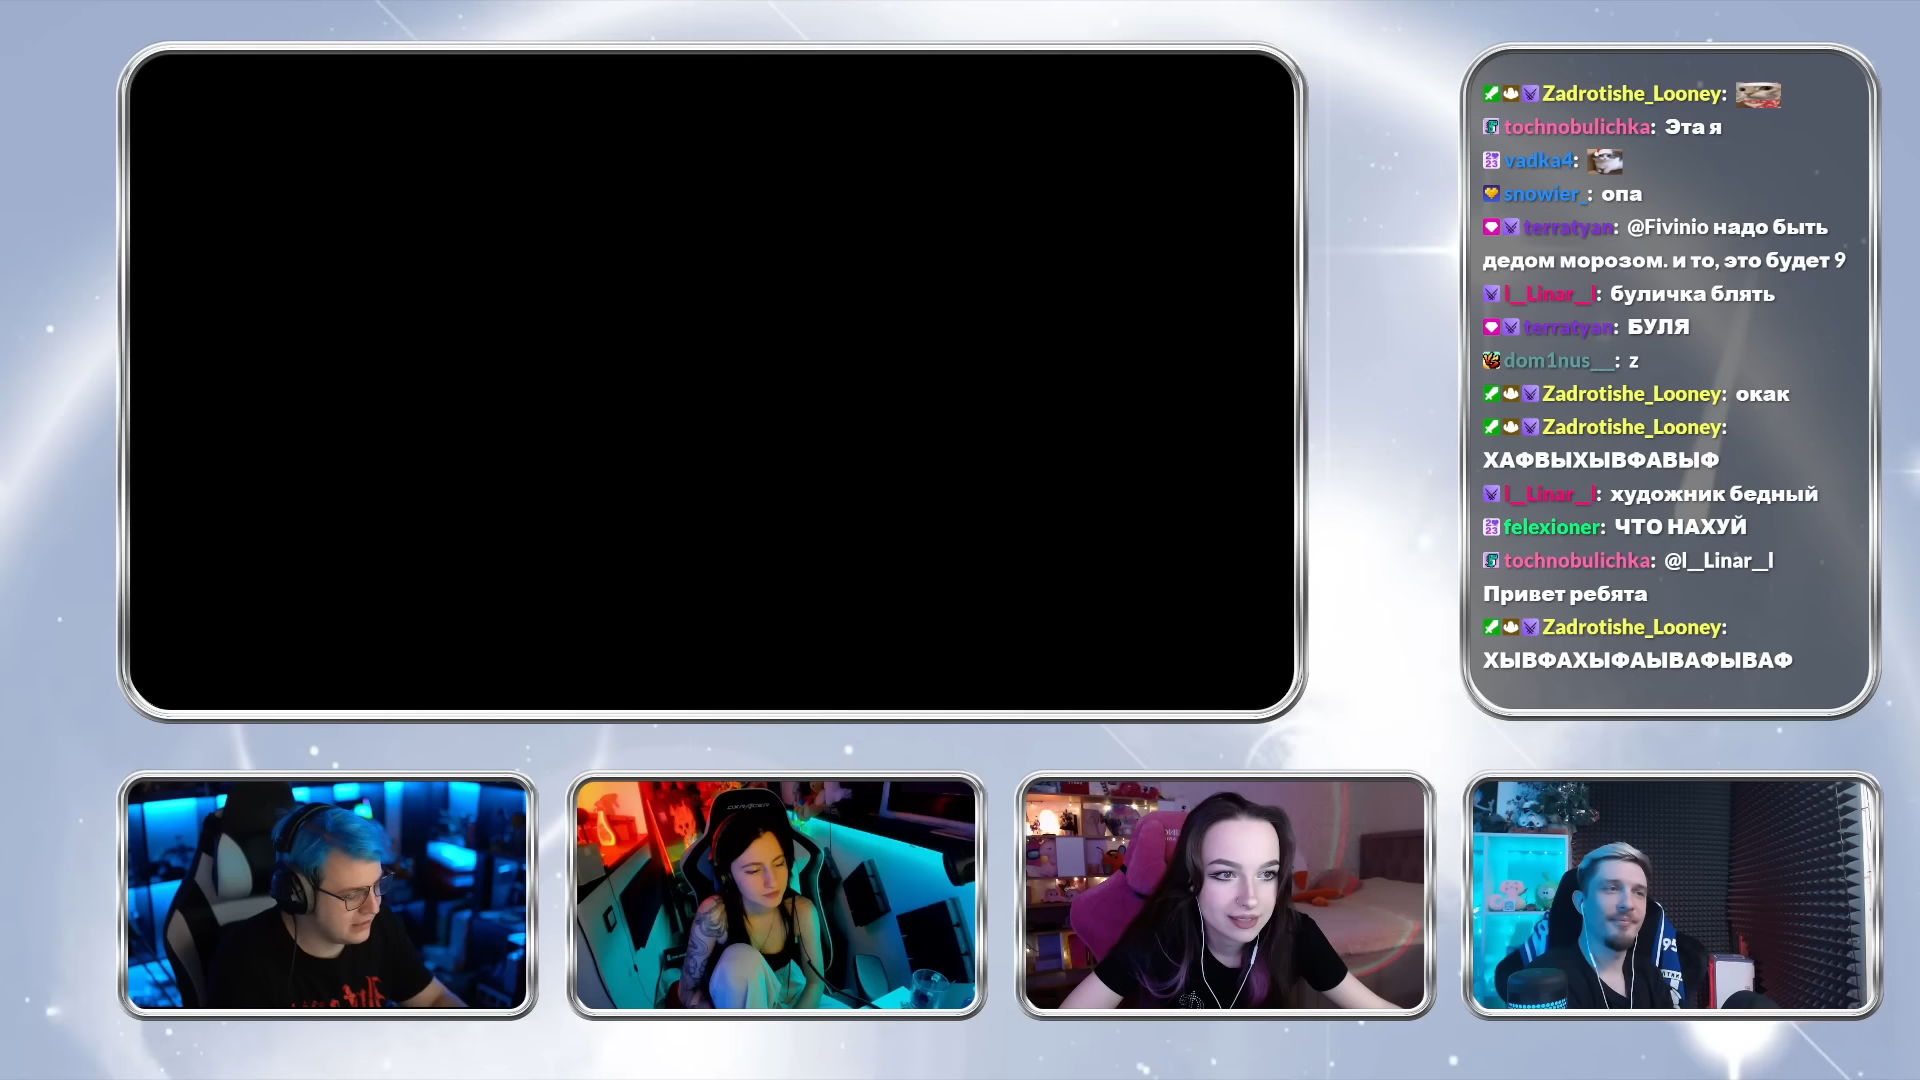 Zadrotishe_Looney:
tochnobulichka: Эта я
vadka4:
snowier_: опа
terratyan: @Fivinio надо быть
дедом морозом. и то, это будет 9
l__Linar__l: буличка блять
terratyan: БУЛЯ
dom1nus__: z
Zadrotishe_Looney: окак
Zadrotishe_Looney:
ХАФВЫХЫВФАВЫФ
l__Linar__l: художник бедный
felexioner: ЧТО НАХУЙ
tochnobulichka: @l__Linar__l
Привет ребята
Zadrotishe_Looney:
ХЫВФАХЫФАЫВАФЫВАФ
95